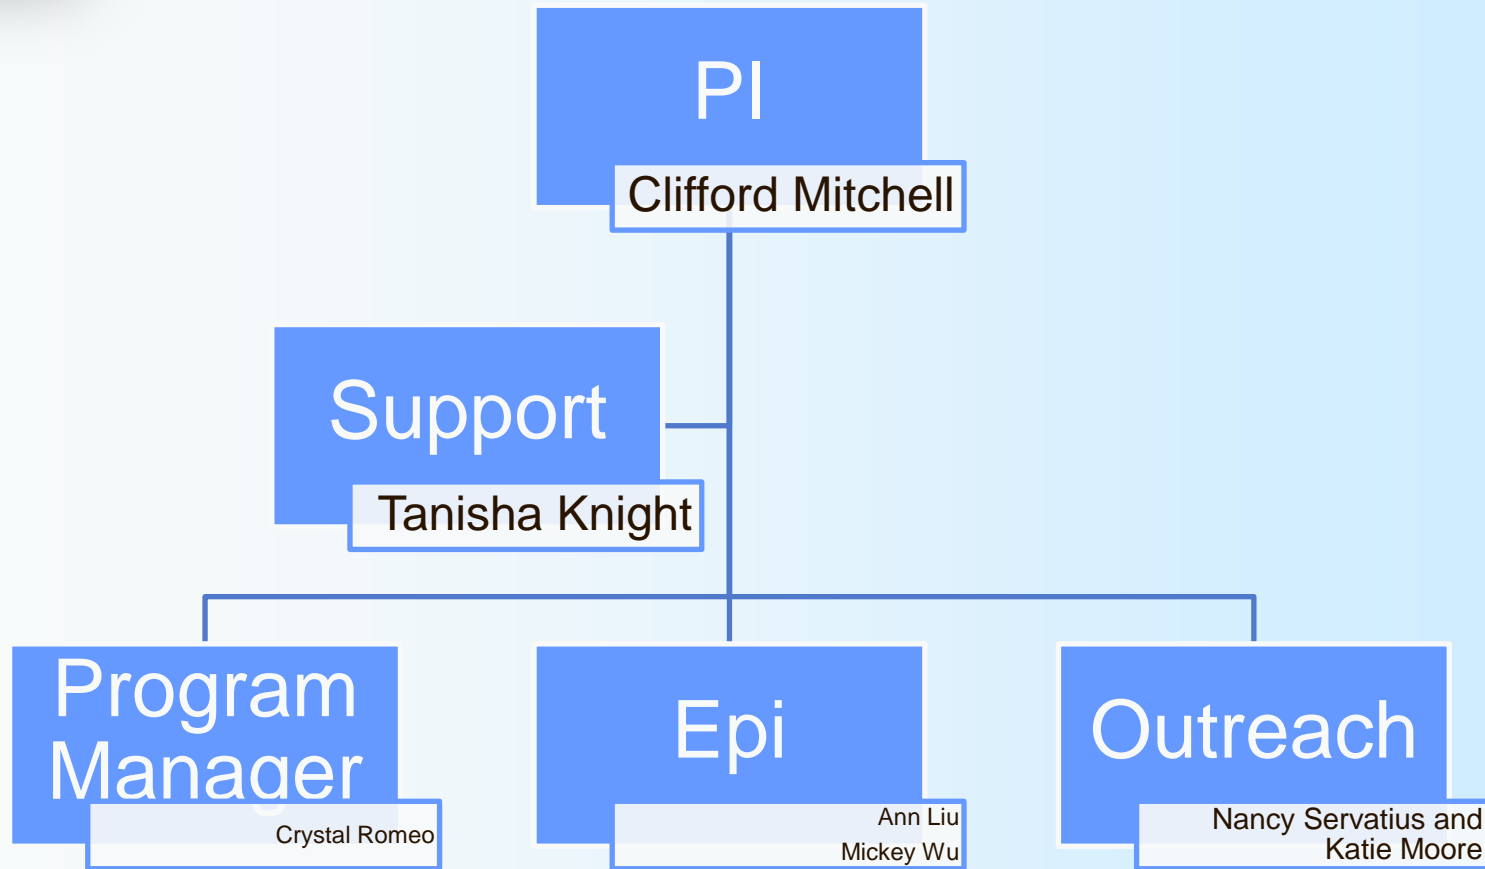 PI
Clifford Mitchell
Support
Tanisha Knight
Program
Manager
Crystal Romeo
Epi
Ann Liu
Mickey Wu
Outreach
Nancy Servatius and
Katie Moore